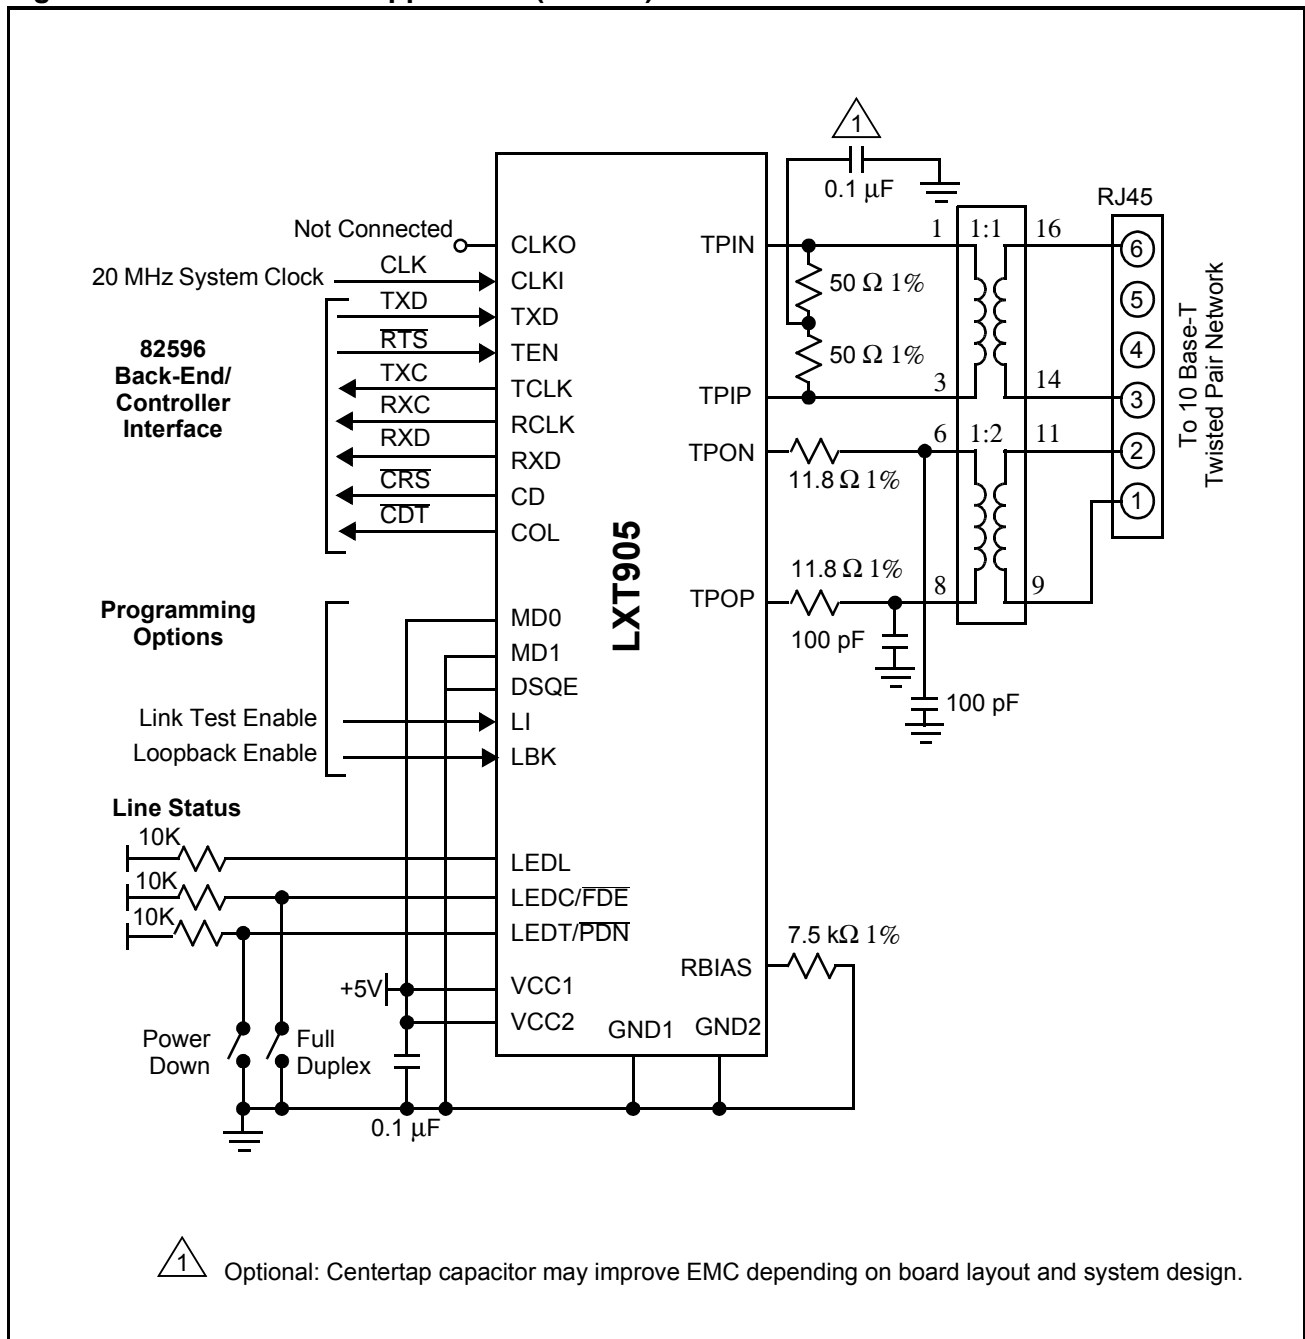 1
0.1 µF
RJ45
Not Connected
CLKO
TPIN
1
1:1
16
6
20 MHz System Clock
CLK
CLKI
50 Ω 1%
5
TXD
TXD
82596
Back-End/
Controller
Interface
RTS
TEN
50 Ω 1%
4
TXC
TCLK
TPIP
3
14
3
RXC
RCLK
RXD
RXD
TPON
11.8 Ω 1%
6
1:2
11
2
CRS
CD
1
CDT
COL
To 10 Base-T
Twisted Pair Network
LXT905
11.8 Ω 1%
TPOP
8
9
100 pF
100 pF
Programming
Options
MD0
MD1
DSQE
Link Test Enable
LI
Loopback Enable
LBK
Line Status
10K
LEDL
10K
LEDC/FDE
10K
LEDT/PDN
7.5 kΩ 1%
RBIAS
+5V
VCC1
VCC2
GND1
GND2
Power
Down
Full
Duplex
0.1 µF
1
Optional: Centertap capacitor may improve EMC depending on board layout and system design.